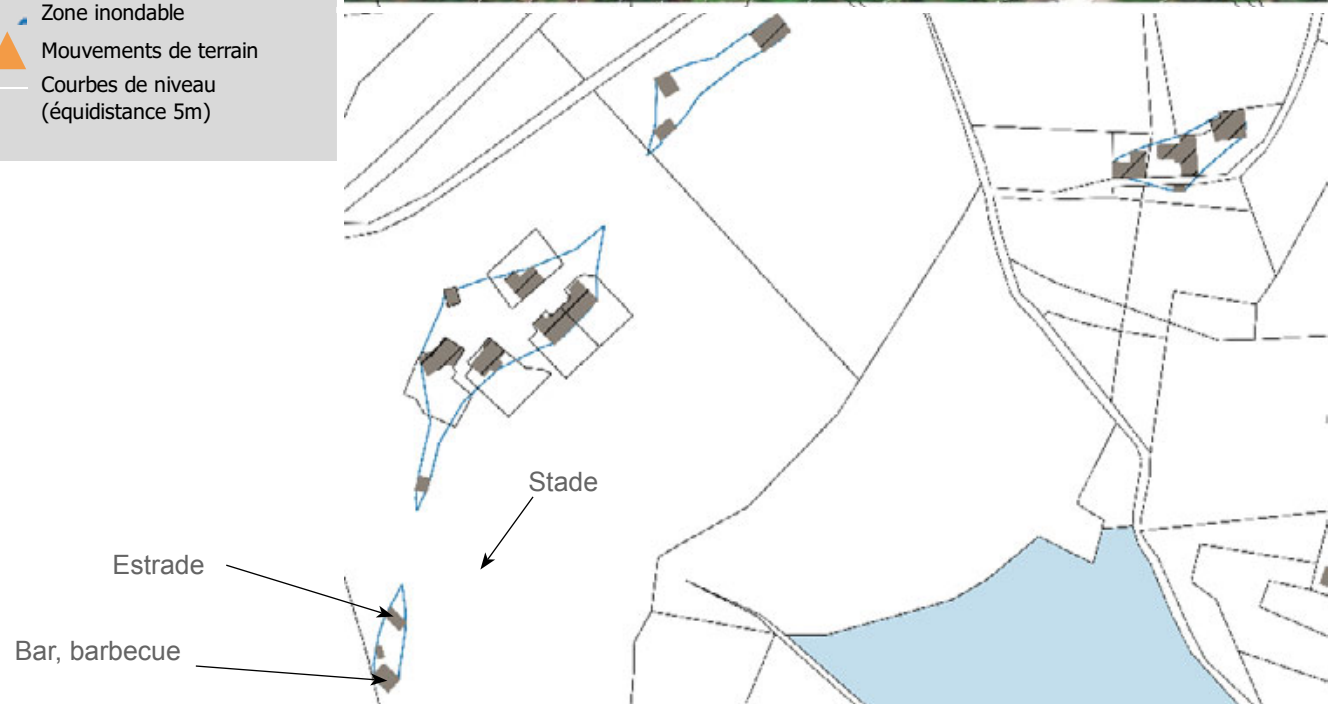 Zone inondable
Mouvements de terrain
Courbes de niveau
(équidistance 5m)
Stade
Estrade
Bar, barbecue